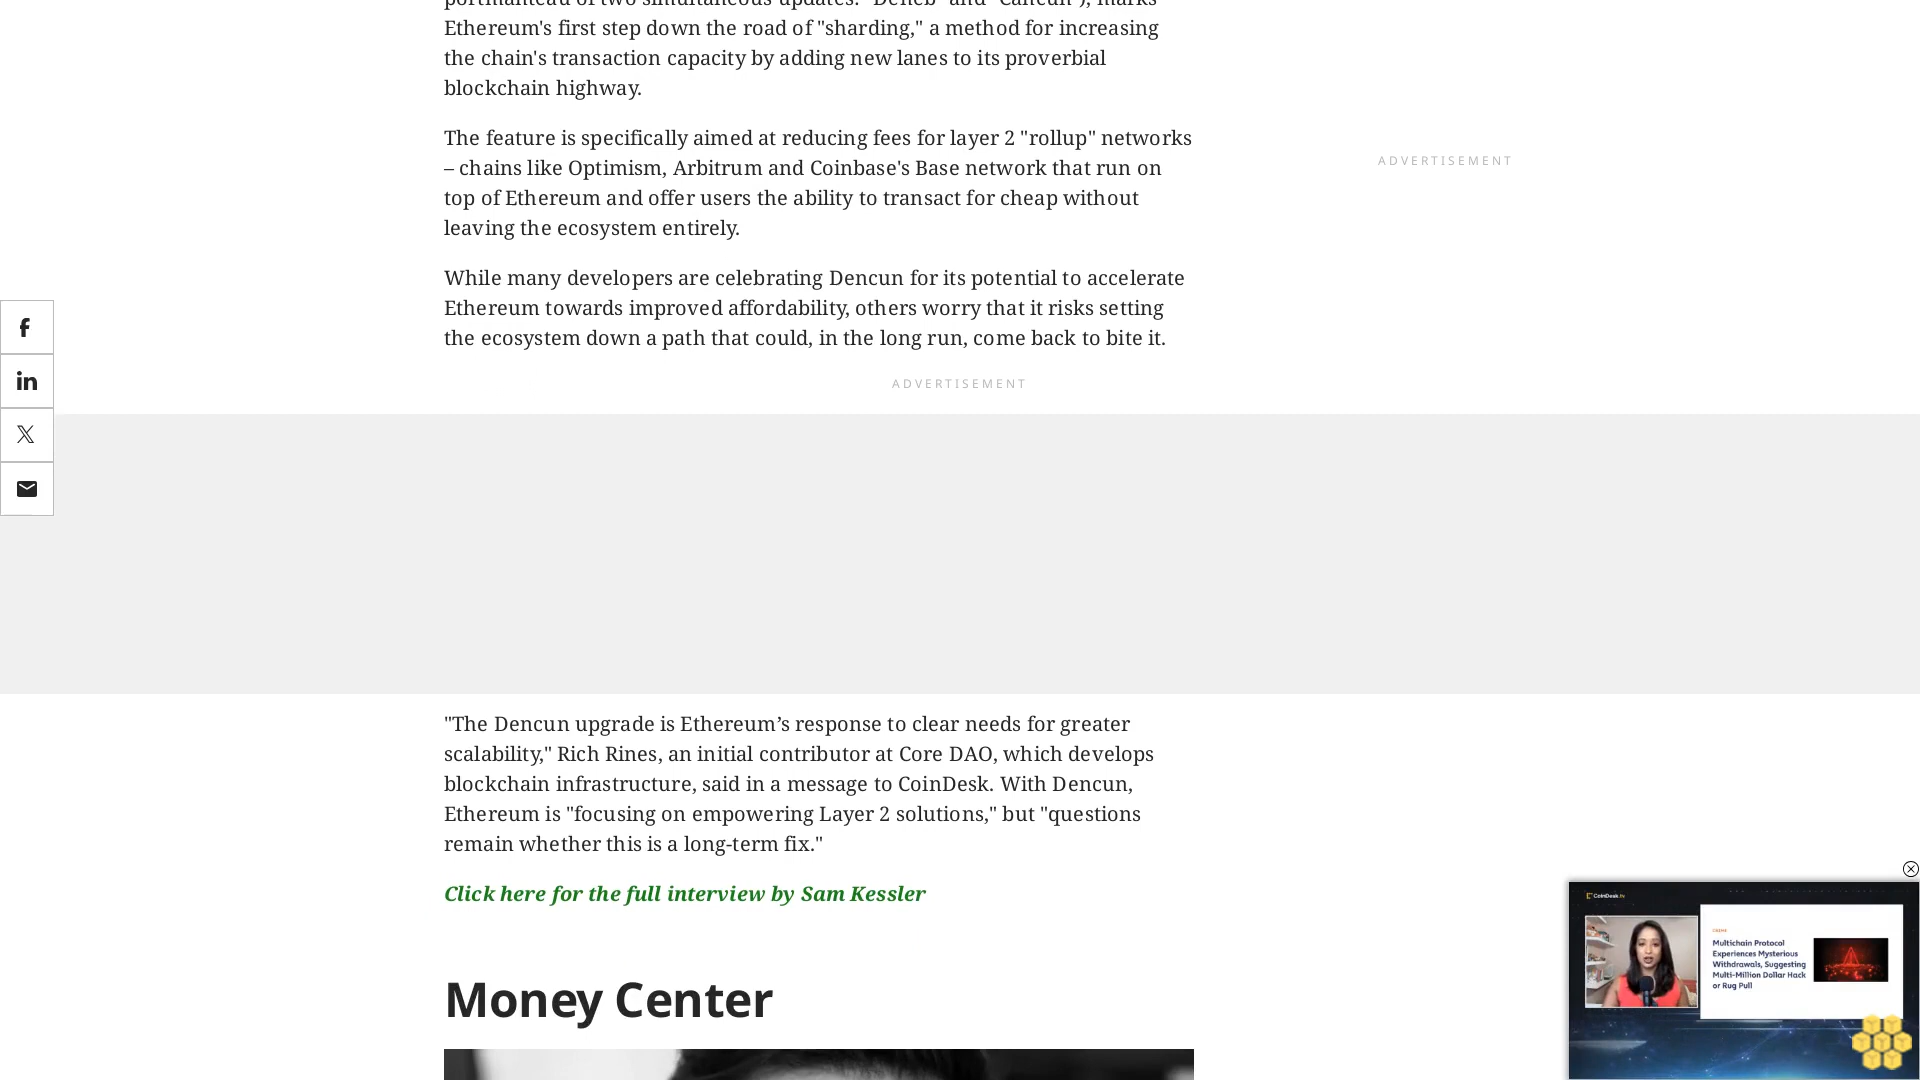 Ethereum's first step down the road of "sharding," a method for increasing
the chain's transaction capacity by adding new lanes to its proverbial
blockchain highway.
The feature is specifically aimed at reducing fees for layer 2 "rollup" networks
– chains like Optimism, Arbitrum and Coinbase's Base network that run on
top of Ethereum and offer users the ability to transact for cheap without
leaving the ecosystem entirely.
ADVERTISEMENT
While many developers are celebrating Dencun for its potential to accelerate
Ethereum towards improved affordability, others worry that it risks setting
the ecosystem down a path that could, in the long run, come back to bite it.
ADVERTISEMENT
"The Dencun upgrade is Ethereum’s response to clear needs for greater
scalability," Rich Rines, an initial contributor at Core DAO, which develops
blockchain infrastructure, said in a message to CoinDesk. With Dencun,
Ethereum is "focusing on empowering Layer 2 solutions," but "questions
remain whether this is a long-term fix."
Click here for the full interview by Sam Kessler
Money Center
CoinDesk.tv
Multichain Protocol
Experiences Mysterious
Withdrawals, Suggesting
Multi-Million Dollar Hack
or Rug Pull